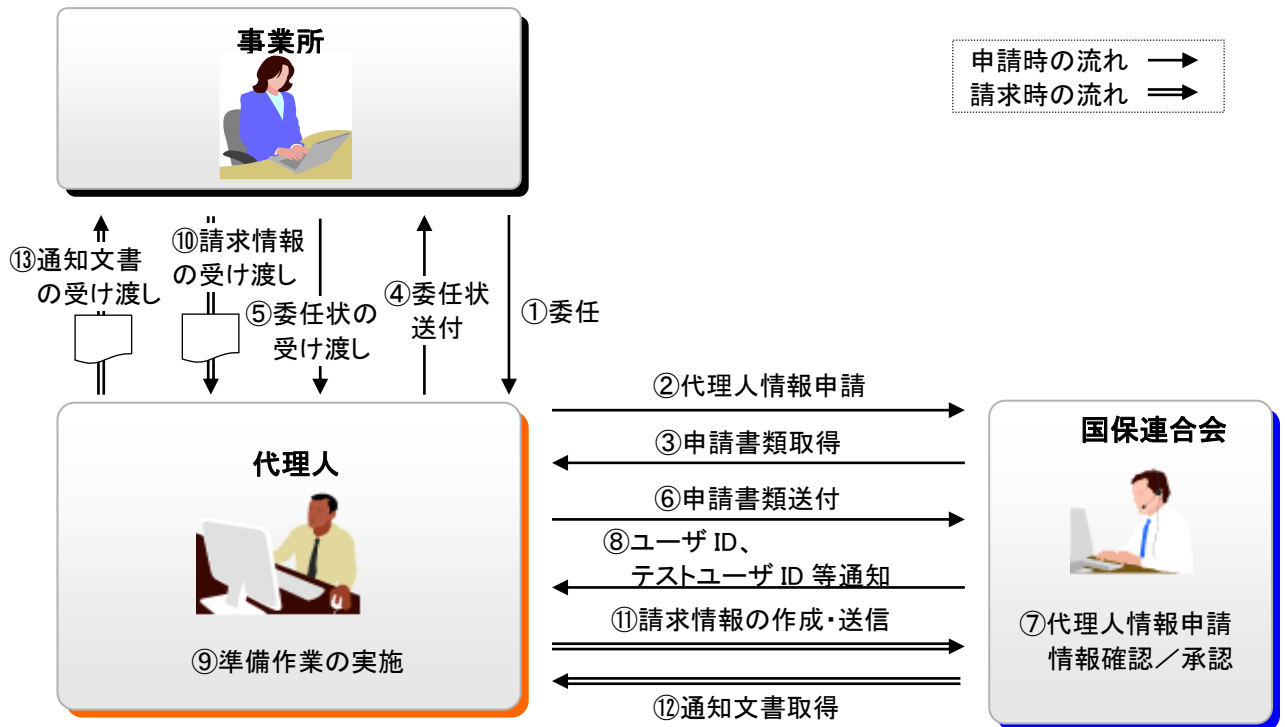 事業所
申請時の流れ
請求時の流れ
⑬通知文書
の受け渡し
⑩請求情報
の受け渡し
⑤委任状の
受け渡し
④委任状
送付
①委任
②代理人情報申請
③申請書類取得
⑥申請書類送付
⑧ユーザ ID、
テストユーザ ID 等通知
⑪請求情報の作成・送信
⑫通知文書取得
代理人
⑨準備作業の実施
国保連合会
⑦代理人情報申請
情報確認／承認